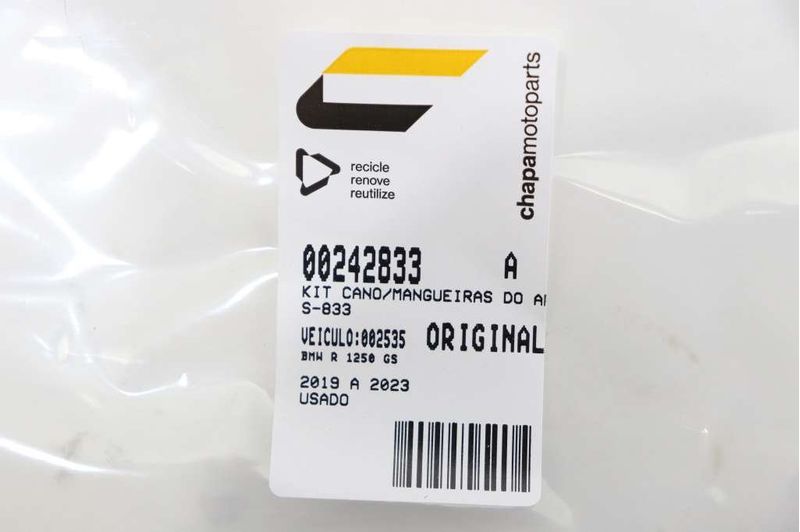 chapamotoparts
recicle
renove
reutilize
00242833 A
KIT CANO/MANGUEIRAS DO
S-833
VEICULO:002535 ORIGINAL
BMW R 1250 GS
2019 A 2023
USADO